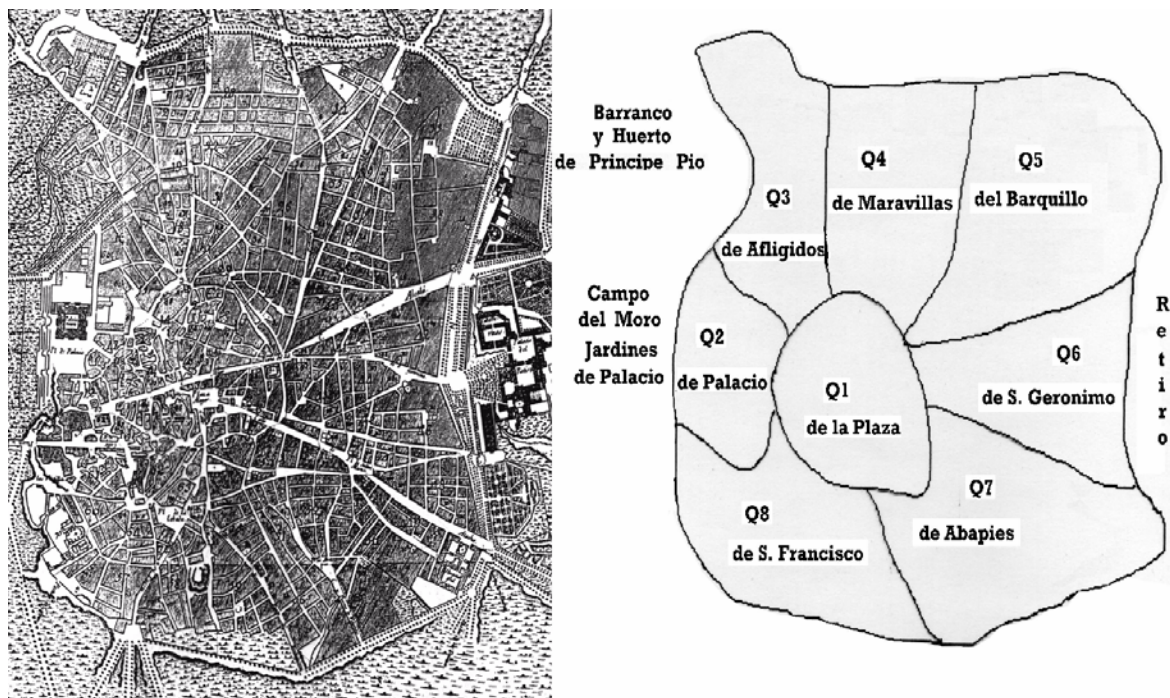 Barranco
y Huerto
de Principe Pio
Q3
de Afligidos
Q4
de Maravillas
Q5
del Barquillo
Campo
del Moro
Jardines
de Palacio
Q2
de Palacio
Q1
de la Plaza
Q6
de S. Geronimo
Retiro
Q7
de Abapies
Q8
de S. Francisco